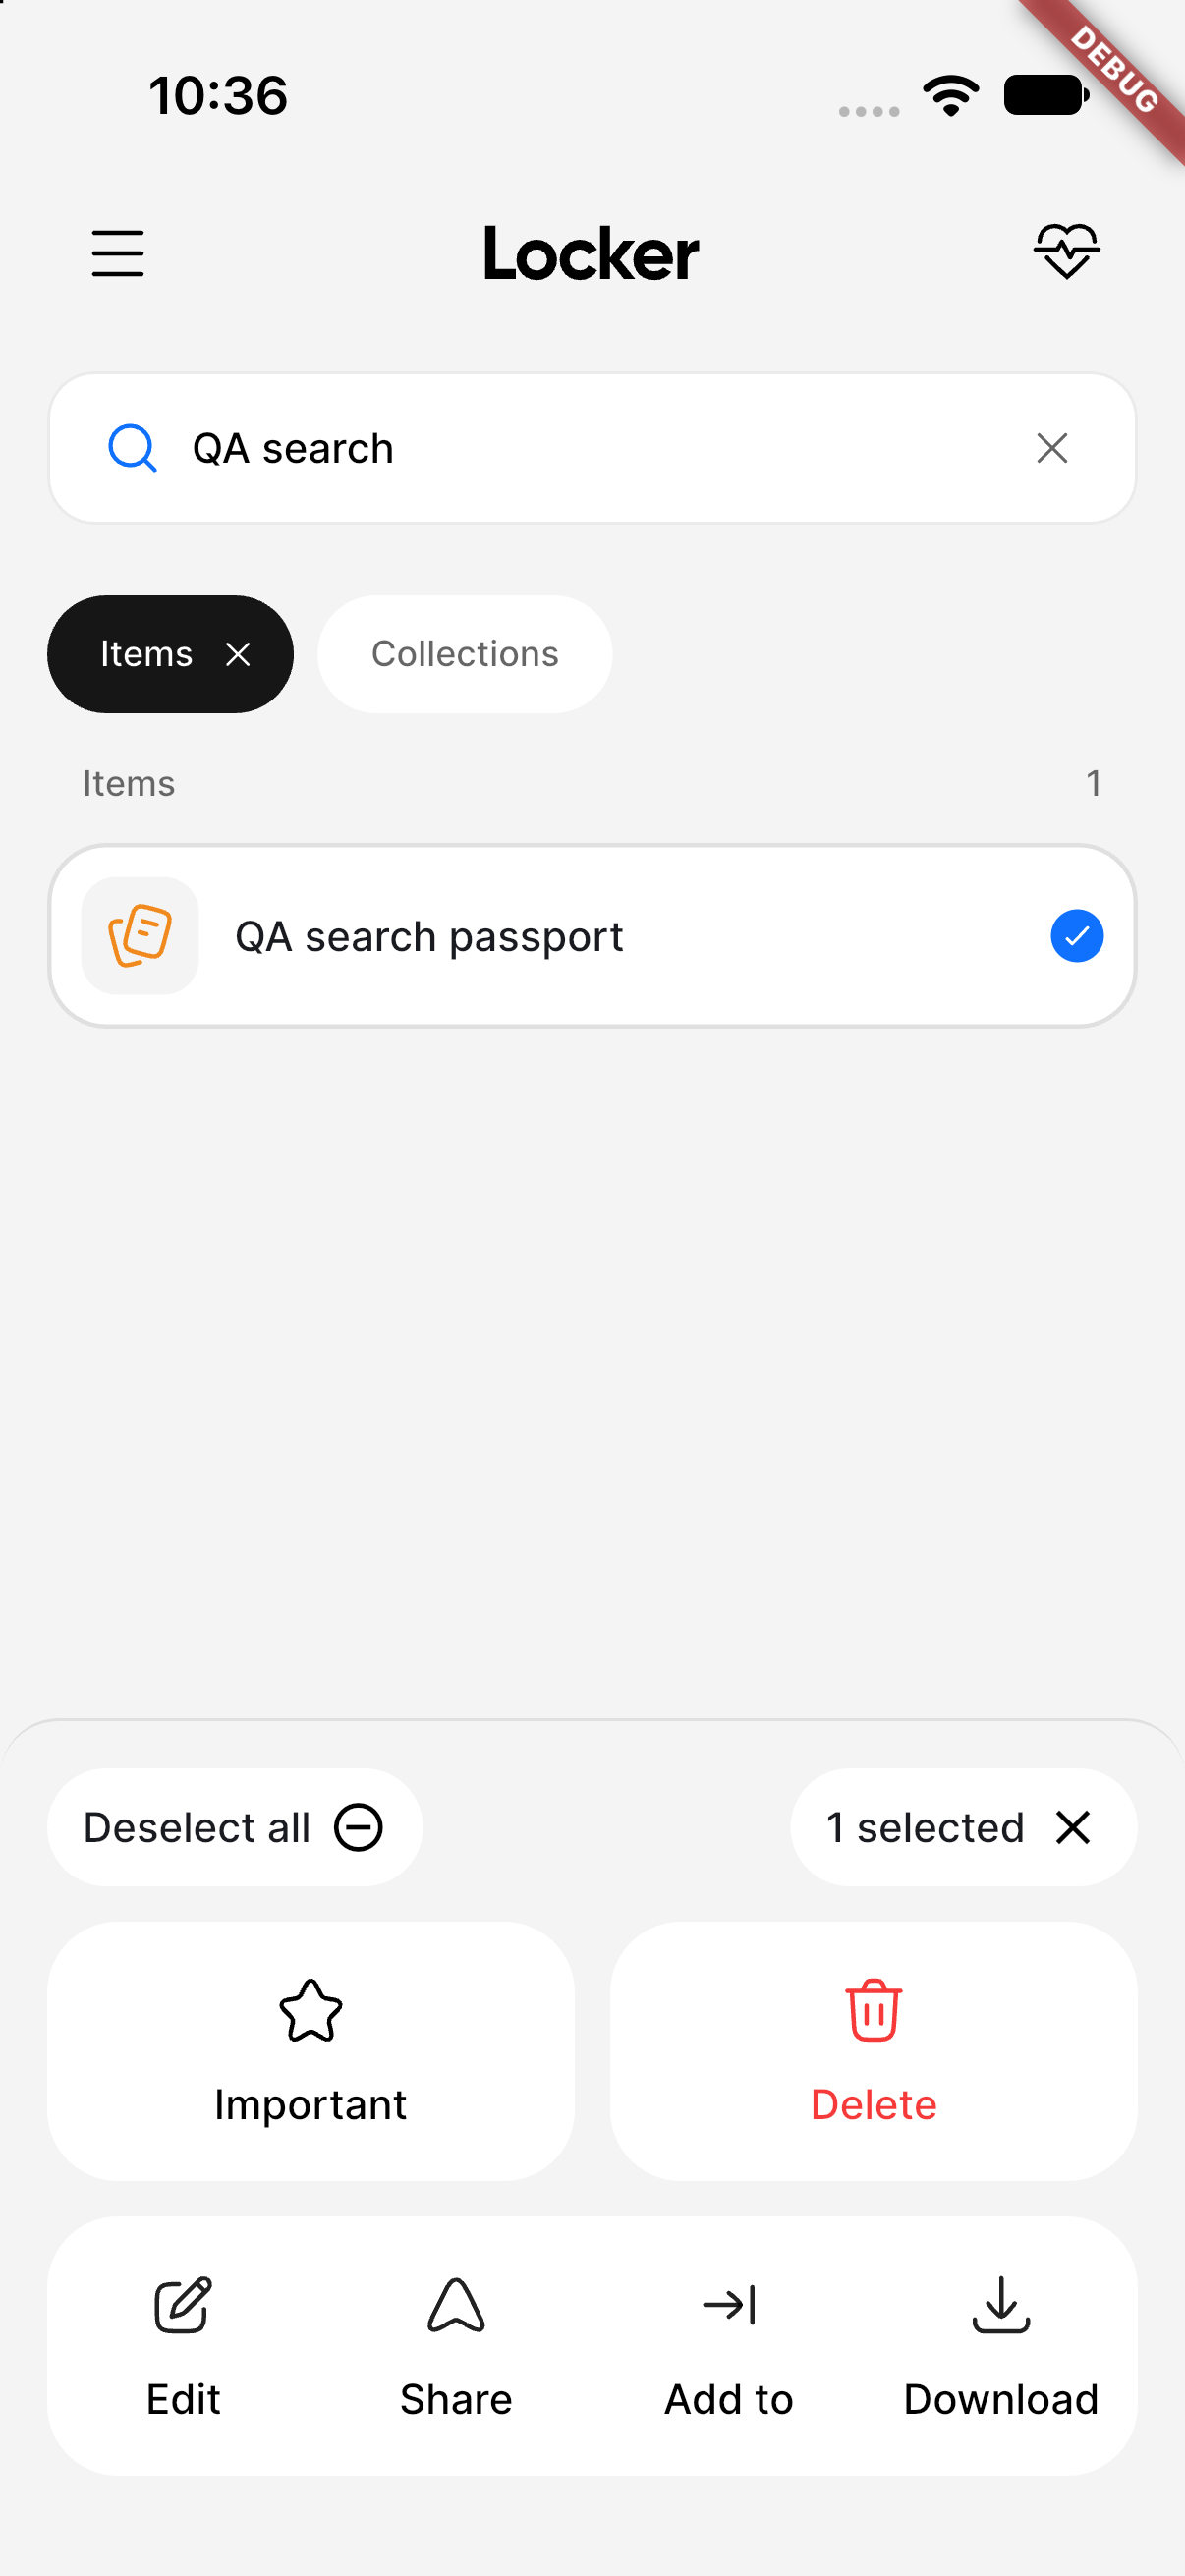 10:36
DEBUG
Locker
QA search
Items
Collections
Items 1
QA search passport
Deselect all
1 selected
Important
Delete
Edit
Share
Add to
Download